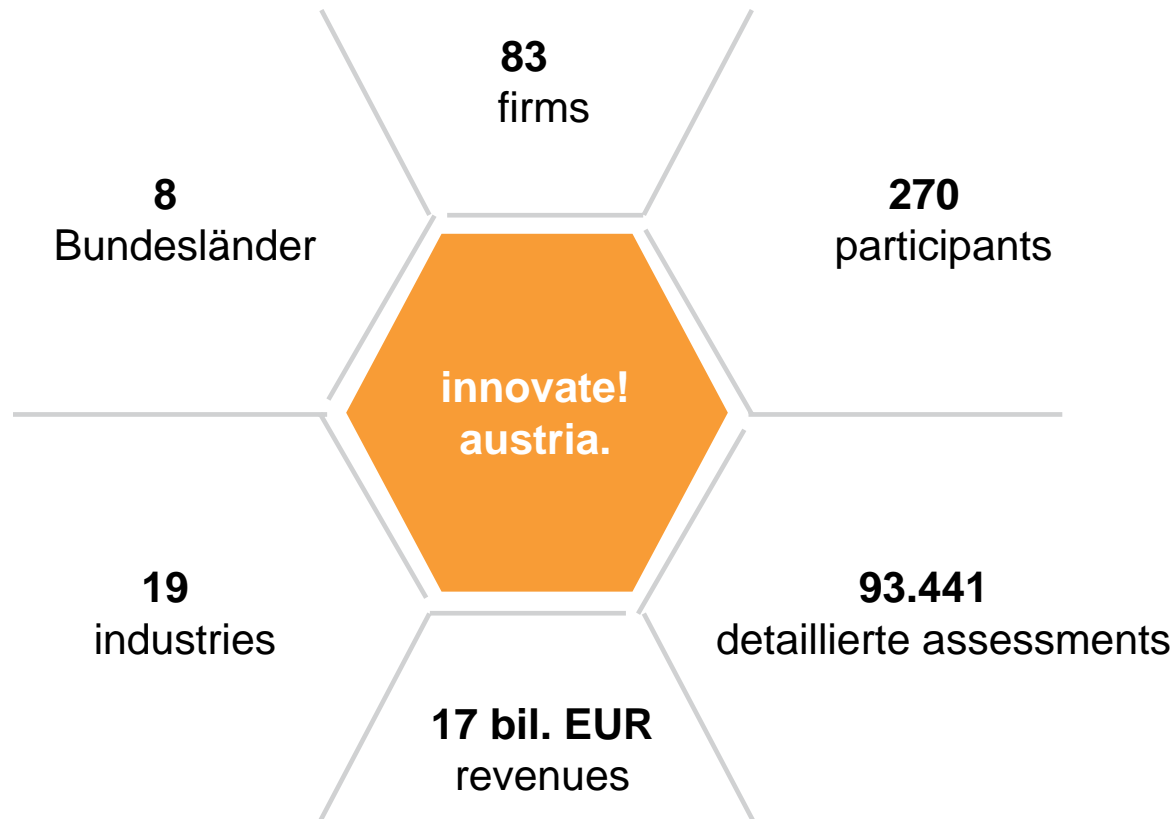 83
firms
8
Bundesländer
270
participants
innovate!
austria.
19
industries
93.441
detaillierte assessments
17 bil. EUR
revenues